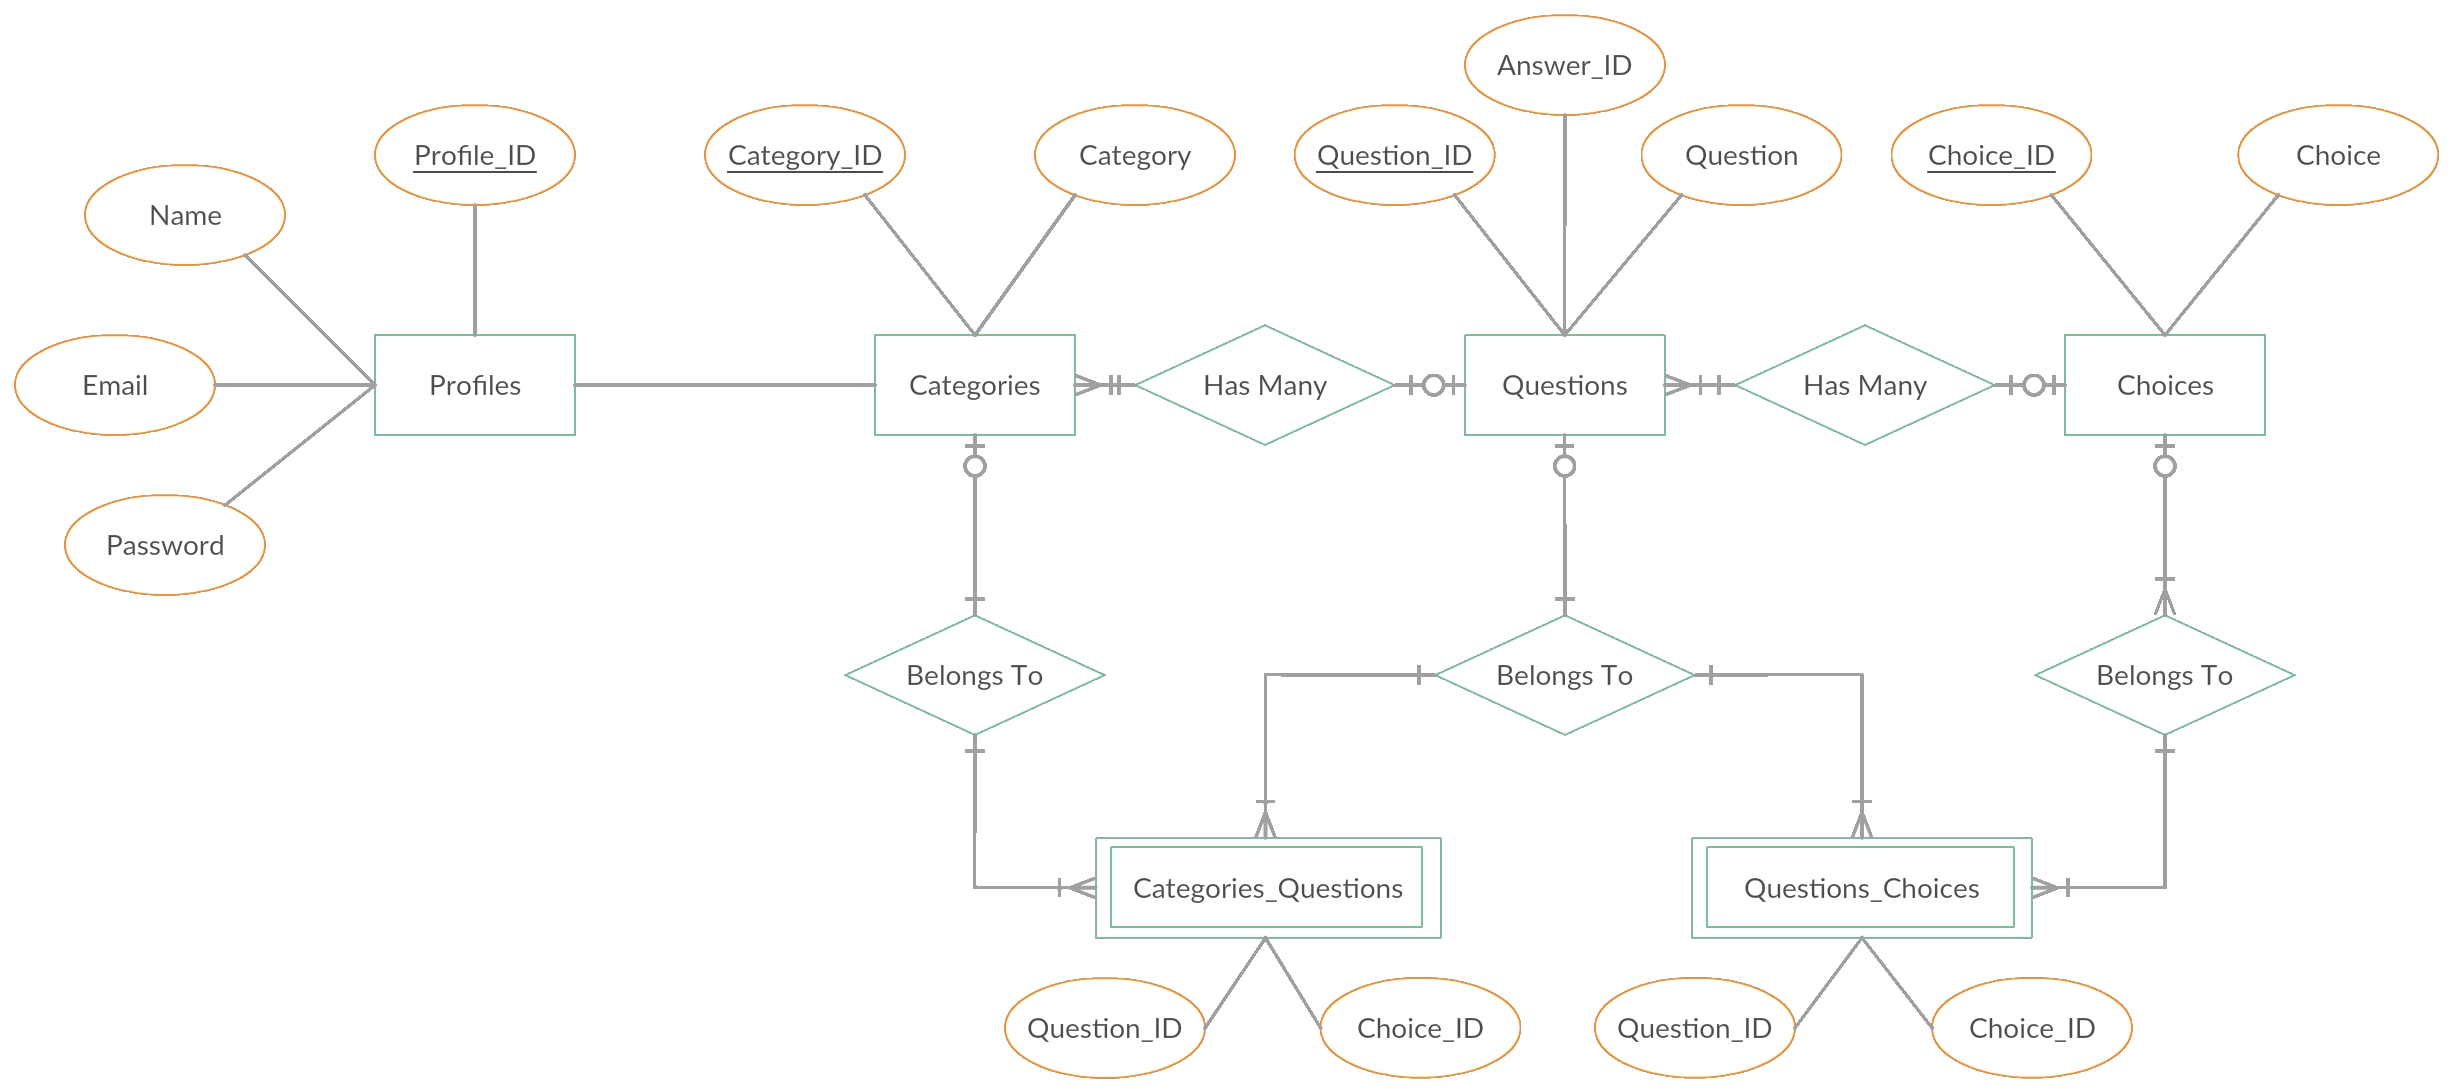 Answer_ID
Profile_ID
Category_ID
Category
Question_ID
Question
Choice_ID
Choice
Name
Email
Profiles
Categories
Has Many
Questions
Has Many
Choices
Password
Belongs To
Belongs To
Belongs To
Categories_Questions
Questions_Choices
Question_ID
Choice_ID
Question_ID
Choice_ID